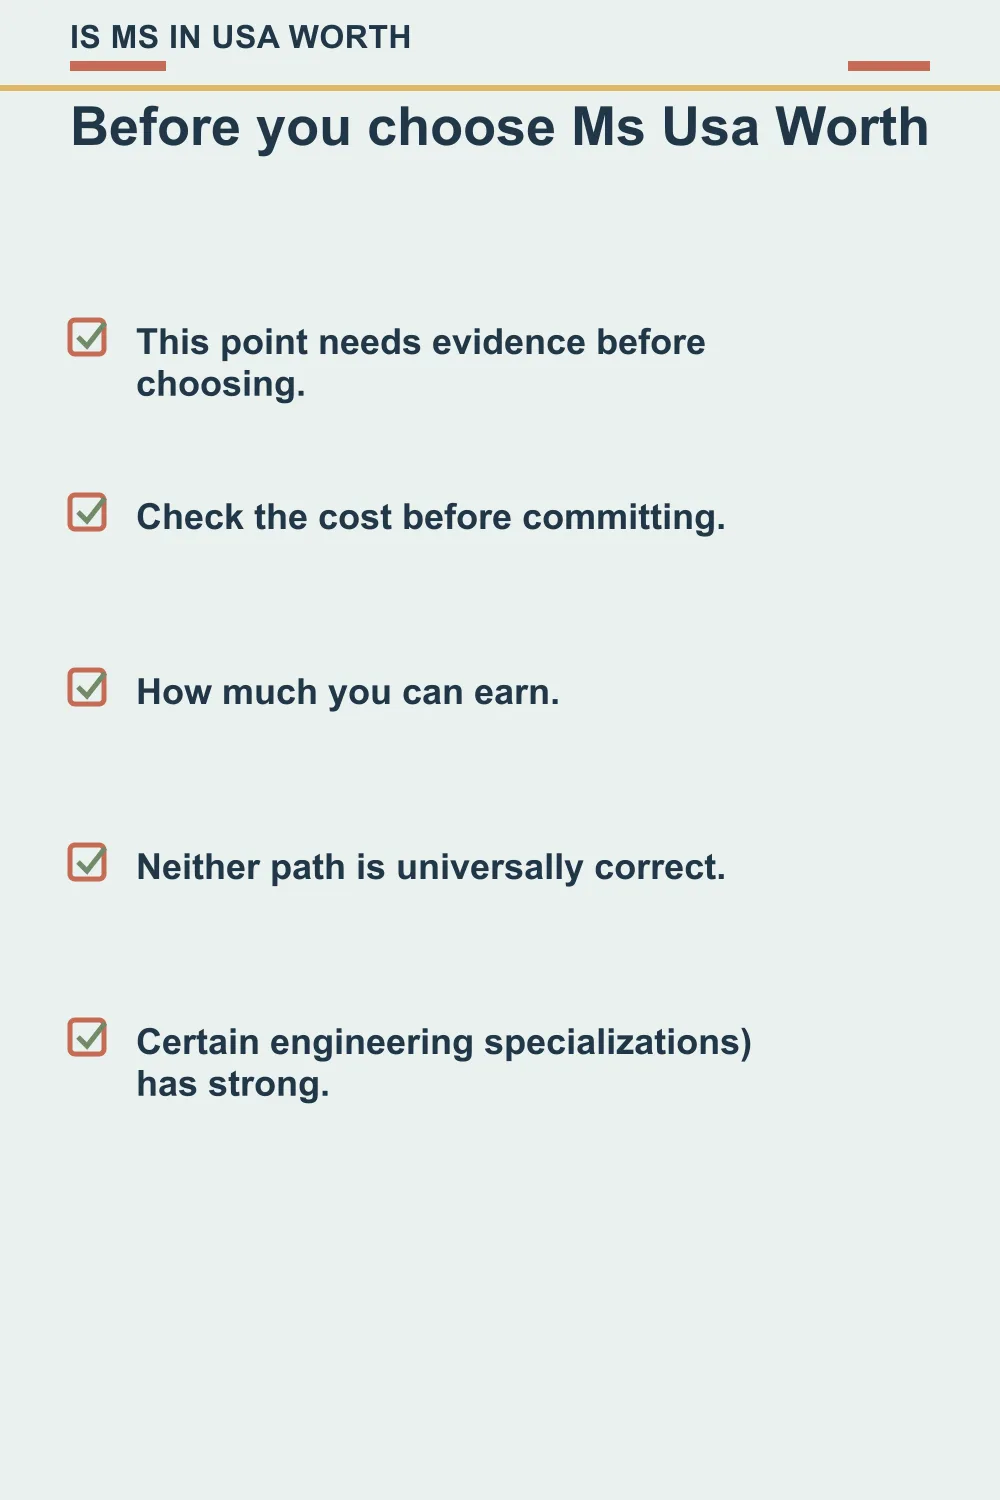 IS MS IN USA WORTH
Before you choose Ms Usa Worth
This point needs evidence before
choosing.
Check the cost before committing.
How much you can earn.
Neither path is universally correct.
Certain engineering specializations)
has strong.